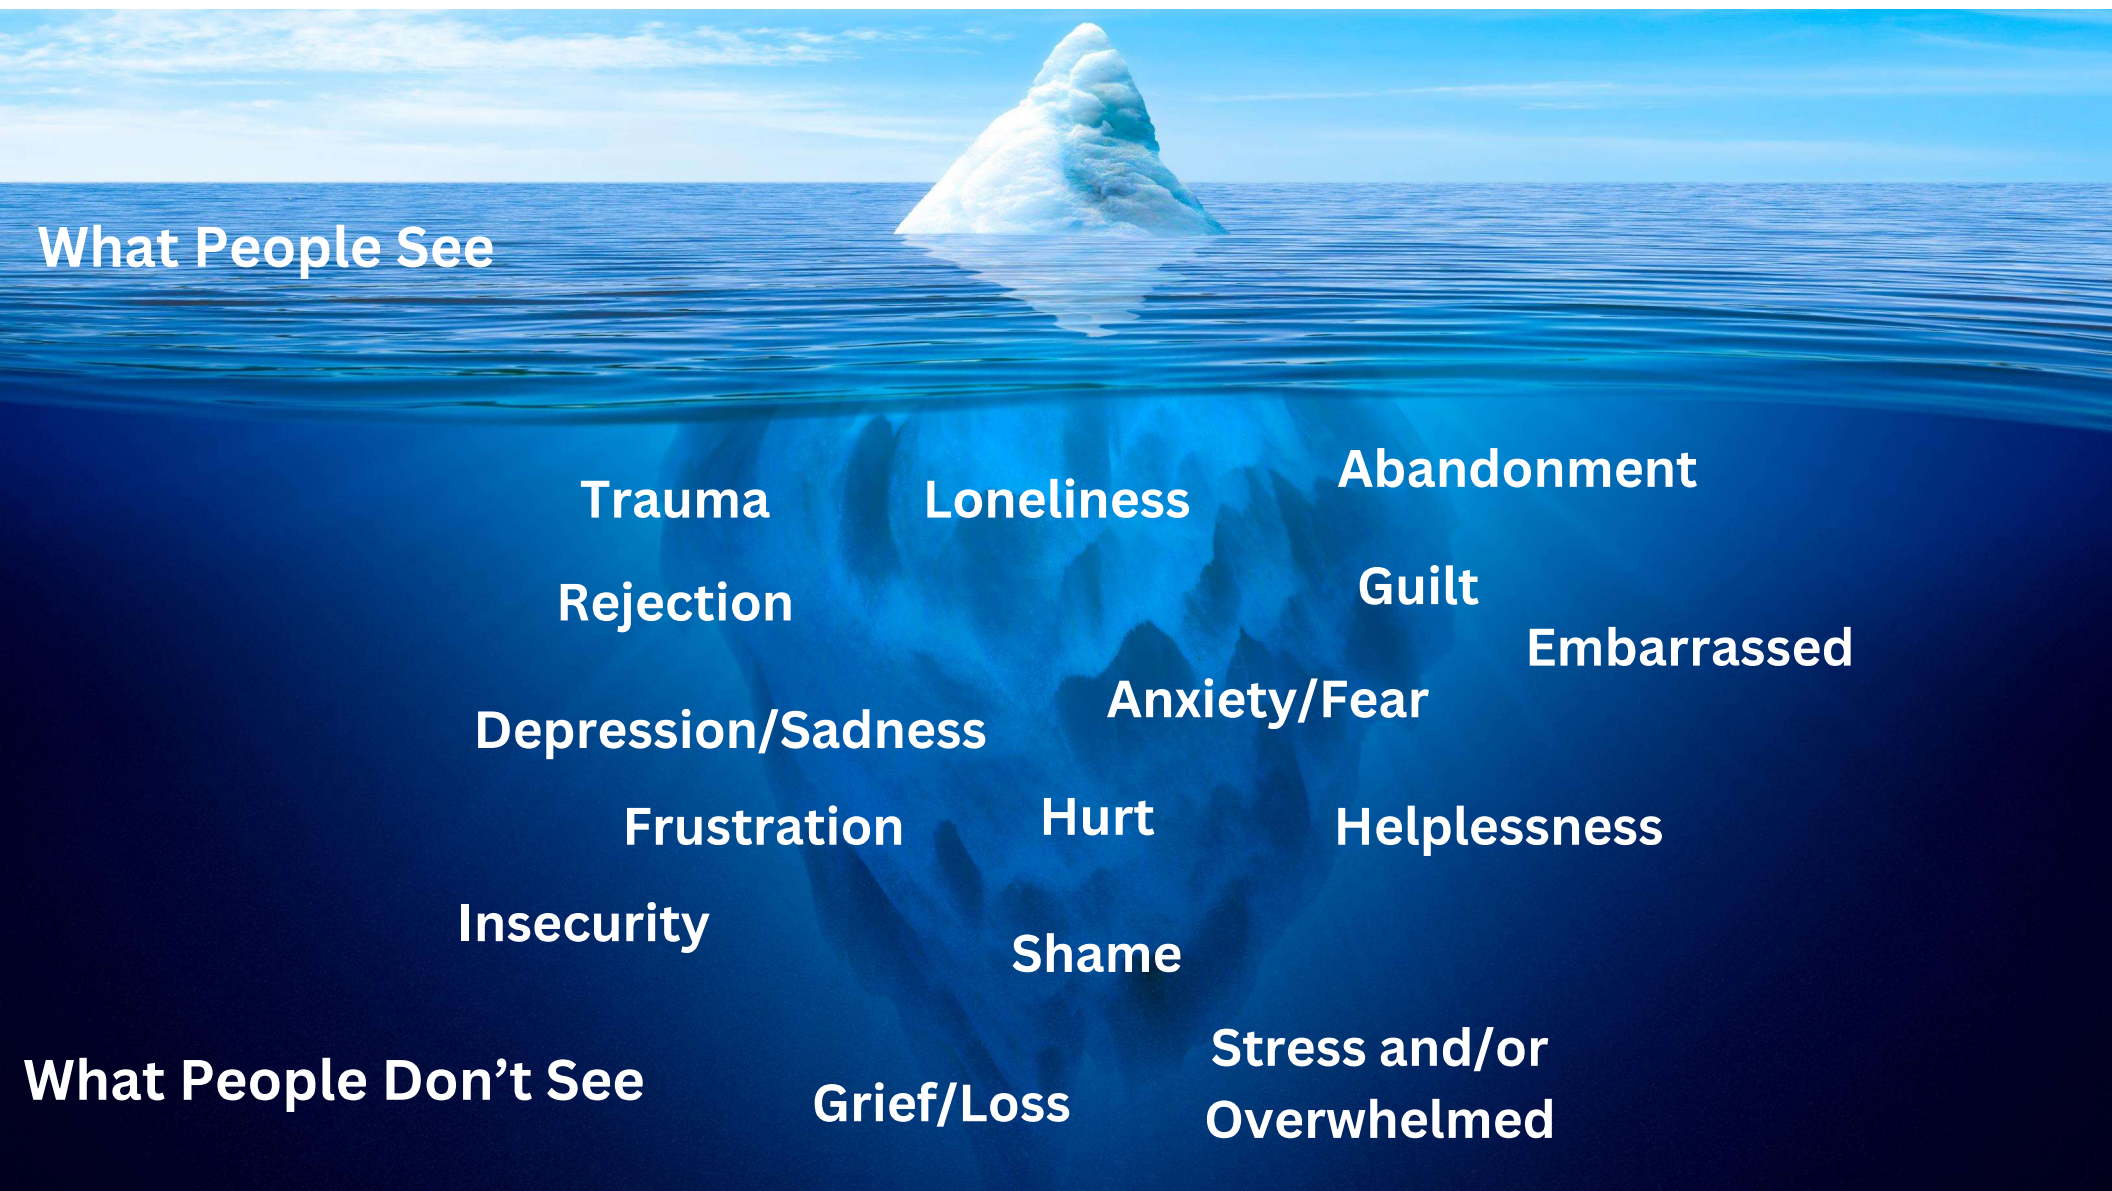 What People See
Abandonment
Trauma
Loneliness
Guilt
Rejection
Embarrassed
Anxiety/Fear
Depression/Sadness
Hurt
Frustration
Helplessness
Insecurity
Shame
Stress and/or
Overwhelmed
What People Don’t See
Grief/Loss